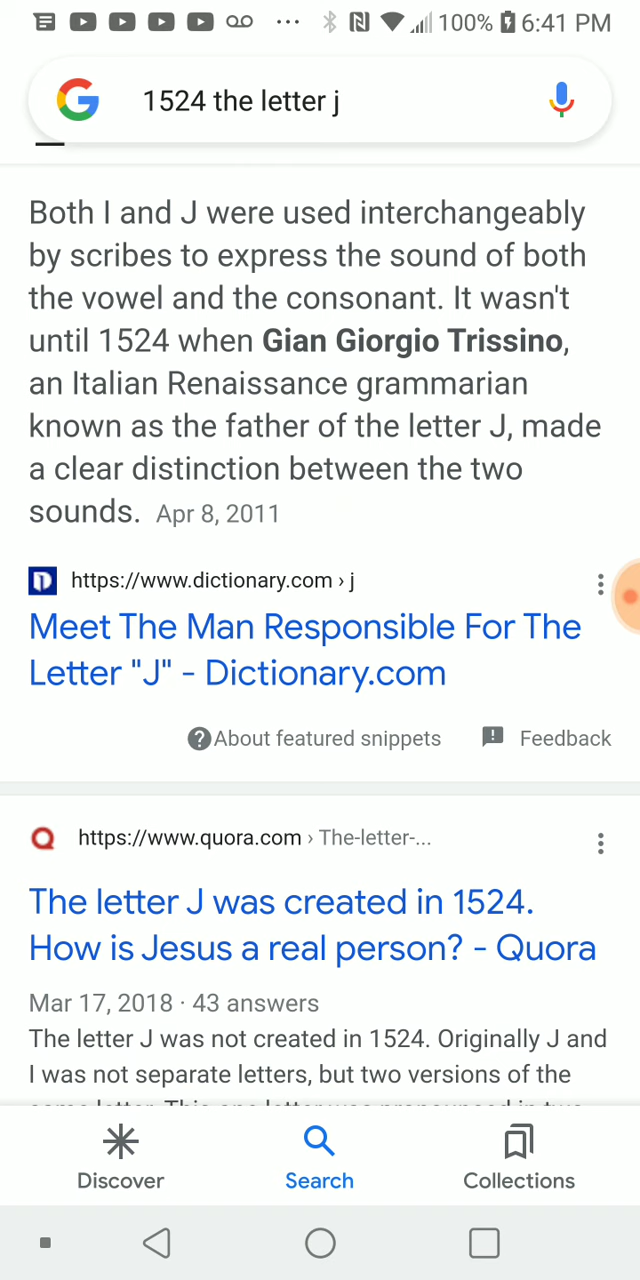 100% 6:41 PM
1524 the letter j
Both I and J were used interchangeably
by scribes to express the sound of both
the vowel and the consonant. It wasn't
until 1524 when Gian Giorgio Trissino,
an Italian Renaissance grammarian
known as the father of the letter J, made
a clear distinction between the two
sounds. Apr 8, 2011
https://www.dictionary.com › j
Meet The Man Responsible For The
Letter "J" - Dictionary.com
About featured snippets Feedback
https://www.quora.com › The-letter-...
The letter J was created in 1524.
How is Jesus a real person? - Quora
Mar 17, 2018 · 43 answers
The letter J was not created in 1524. Originally J and
I was not separate letters, but two versions of the
Discover Search Collections